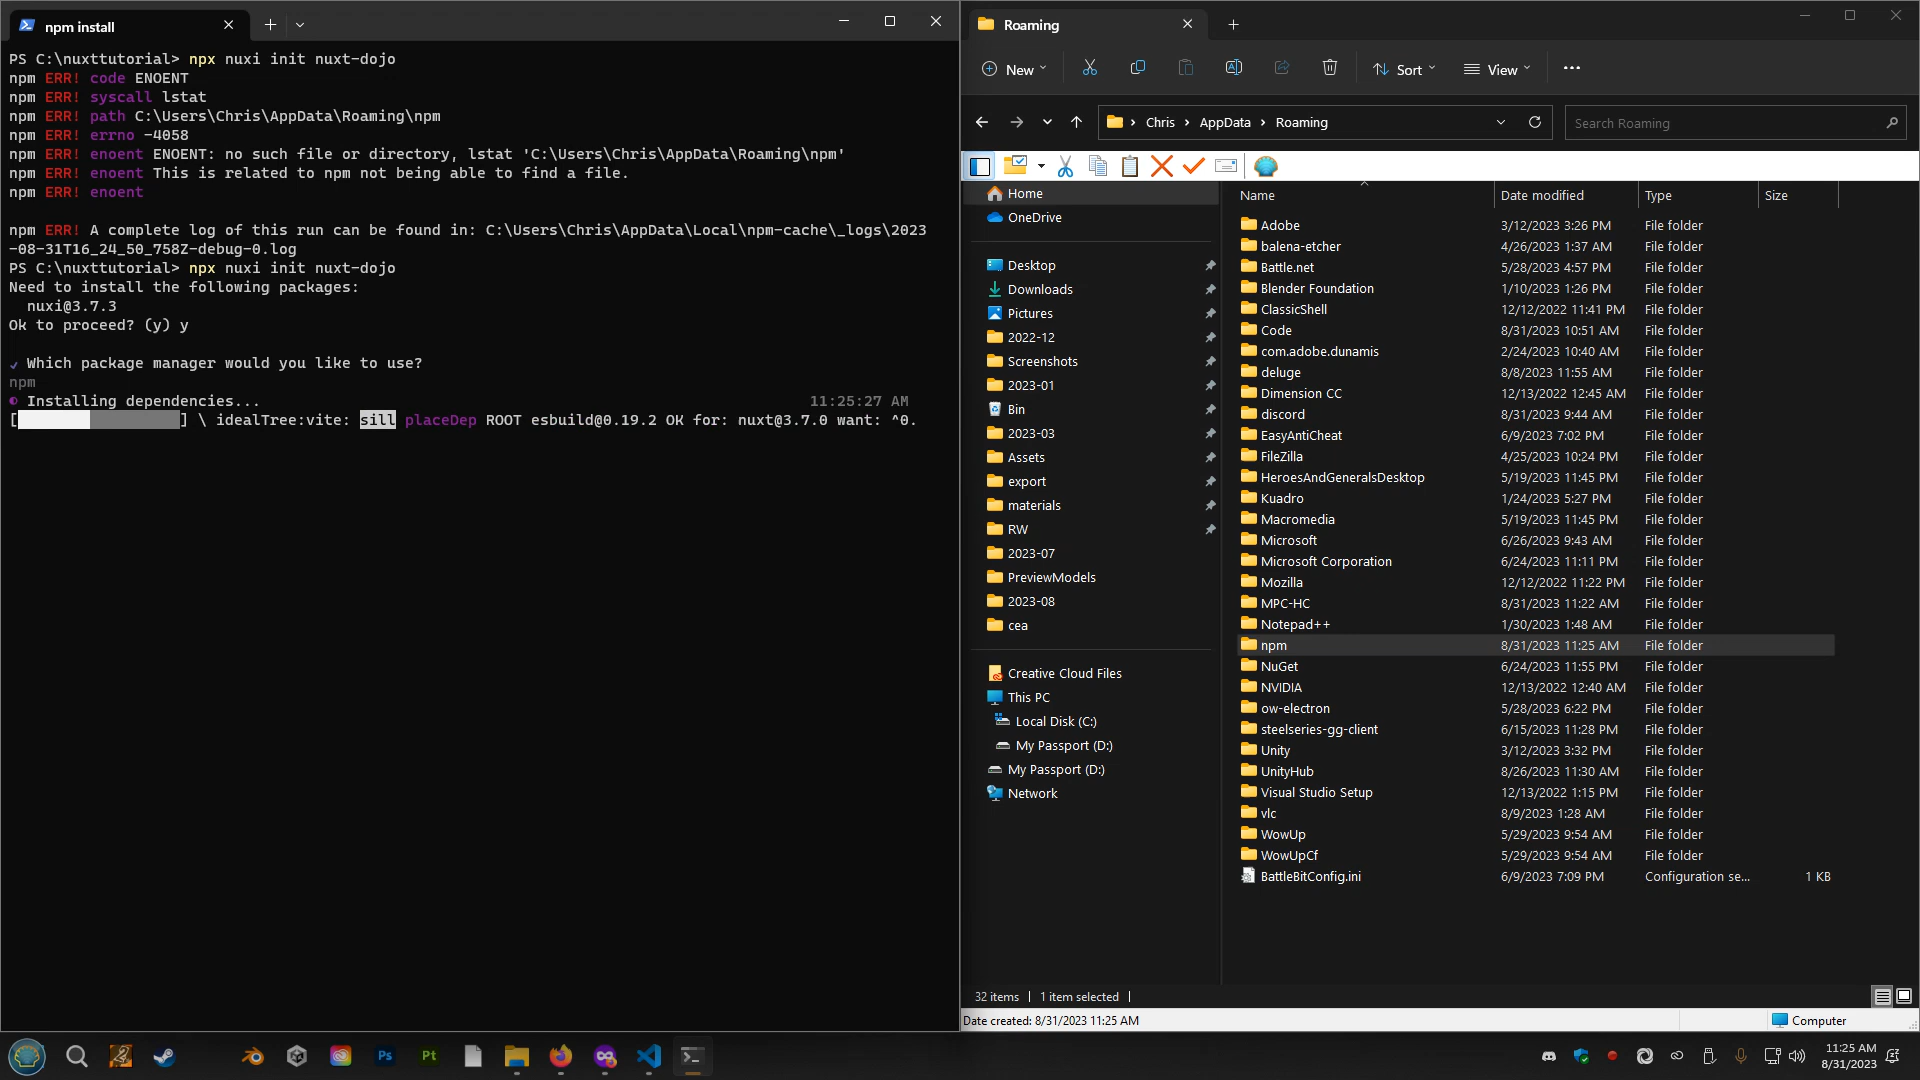 npm install
PS C:\nuxttutorial> npx nuxi init nuxt-dojo
npm ERR! code ENOENT
npm ERR! syscall lstat
npm ERR! path C:\Users\Chris\AppData\Roaming\npm
npm ERR! errno -4058
npm ERR! enoent ENOENT: no such file or directory, lstat 'C:\Users\Chris\AppData\Roaming\npm'
npm ERR! enoent This is related to npm not being able to find a file.
npm ERR! enoent
npm ERR! A complete log of this run can be found in: C:\Users\Chris\AppData\Local\npm-cache\_logs\2023
-08-31T16_24_50_758Z-debug-0.log
PS C:\nuxttutorial> npx nuxi init nuxt-dojo
Need to install the following packages:
nuxi@3.7.3
Ok to proceed? (y) y
✔ Which package manager would you like to use?
npm
◐ Installing dependencies... 11:25:27 AM
[ ] \ idealTree:vite: sill placeDep ROOT esbuild@0.19.2 OK for: nuxt@3.7.0 want: ^0.
Roaming
New Sort View
Chris AppData Roaming
Search Roaming
Home
OneDrive
Desktop
Downloads
Pictures
2022-12
Screenshots
2023-01
Bin
2023-03
Assets
export
materials
RW
2023-07
PreviewModels
2023-08
cea
Creative Cloud Files
This PC
Local Disk (C:)
My Passport (D:)
My Passport (D:)
Network
Name Date modified Type Size
Adobe 3/12/2023 3:26 PM File folder
balena-etcher 4/26/2023 1:37 AM File folder
Battle.net 5/28/2023 4:57 PM File folder
Blender Foundation 1/10/2023 1:26 PM File folder
ClassicShell 12/12/2022 11:41 PM File folder
Code 8/31/2023 10:51 AM File folder
com.adobe.dunamis 2/24/2023 10:40 AM File folder
deluge 8/8/2023 11:55 AM File folder
Dimension CC 12/13/2022 12:45 AM File folder
discord 8/31/2023 9:44 AM File folder
EasyAntiCheat 6/9/2023 7:02 PM File folder
FileZilla 4/25/2023 10:24 PM File folder
HeroesAndGeneralsDesktop 5/19/2023 11:45 PM File folder
Kuadro 1/24/2023 5:27 PM File folder
Macromedia 5/19/2023 11:45 PM File folder
Microsoft 6/26/2023 9:43 AM File folder
Microsoft Corporation 6/24/2023 11:11 PM File folder
Mozilla 12/12/2022 11:22 PM File folder
MPC-HC 8/31/2023 11:22 AM File folder
Notepad++ 1/30/2023 1:48 AM File folder
npm 8/31/2023 11:25 AM File folder
NuGet 6/24/2023 11:55 PM File folder
NVIDIA 12/13/2022 12:40 AM File folder
ow-electron 5/28/2023 6:22 PM File folder
steelseries-gg-client 6/15/2023 11:28 PM File folder
Unity 3/12/2023 3:32 PM File folder
UnityHub 8/26/2023 11:30 AM File folder
Visual Studio Setup 12/13/2022 1:15 PM File folder
vlc 8/9/2023 1:28 AM File folder
WowUp 5/29/2023 9:54 AM File folder
WowUpCf 5/29/2023 9:54 AM File folder
BattleBitConfig.ini 6/9/2023 7:09 PM Configuration se... 1 KB
32 items 1 item selected
Date created: 8/31/2023 11:25 AM Computer
Ps Pt
11:25 AM
8/31/2023